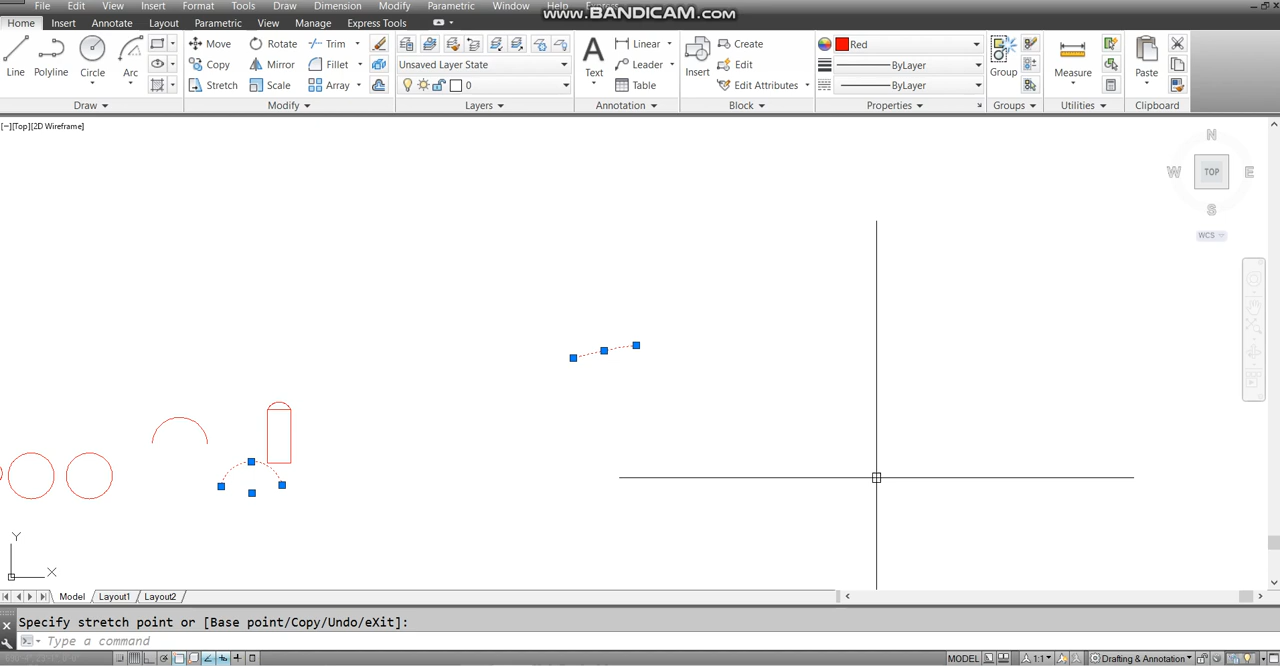 File Edit View Insert Format Tools Draw Dimension Modify Parametric Window Help Express
www.BANDICAM.com
Home Insert Annotate Layout Parametric View Manage Express Tools
Move Rotate Trim Unsaved Layer State Linear Create Red
Line Polyline Circle Arc Copy Mirror Fillet Text Leader Insert Edit ByLayer Group Measure Paste
Stretch Scale Array 0 Table Edit Attributes ByLayer
Draw Modify Layers Annotation Block Properties Groups Utilities Clipboard
[−][Top][2D Wireframe]
N
W TOP E
S
WCS
Y
X
Model Layout1 Layout2
Specify stretch point or [Base point/Copy/Undo/eXit]:
Type a command
MODEL 1:1 Drafting & Annotation